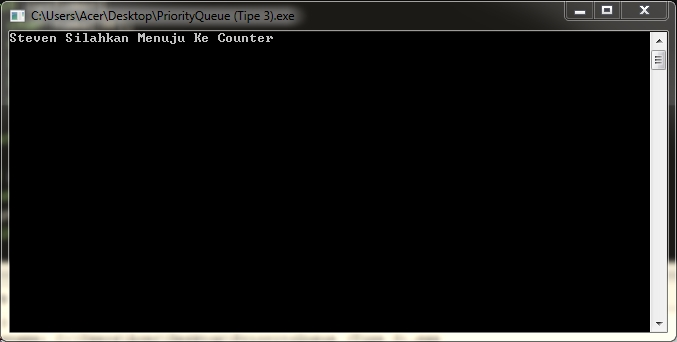 C:\Users\Acer\Desktop\PriorityQueue (Tipe 3).exe
Steven Silahkan Menuju Ke Counter